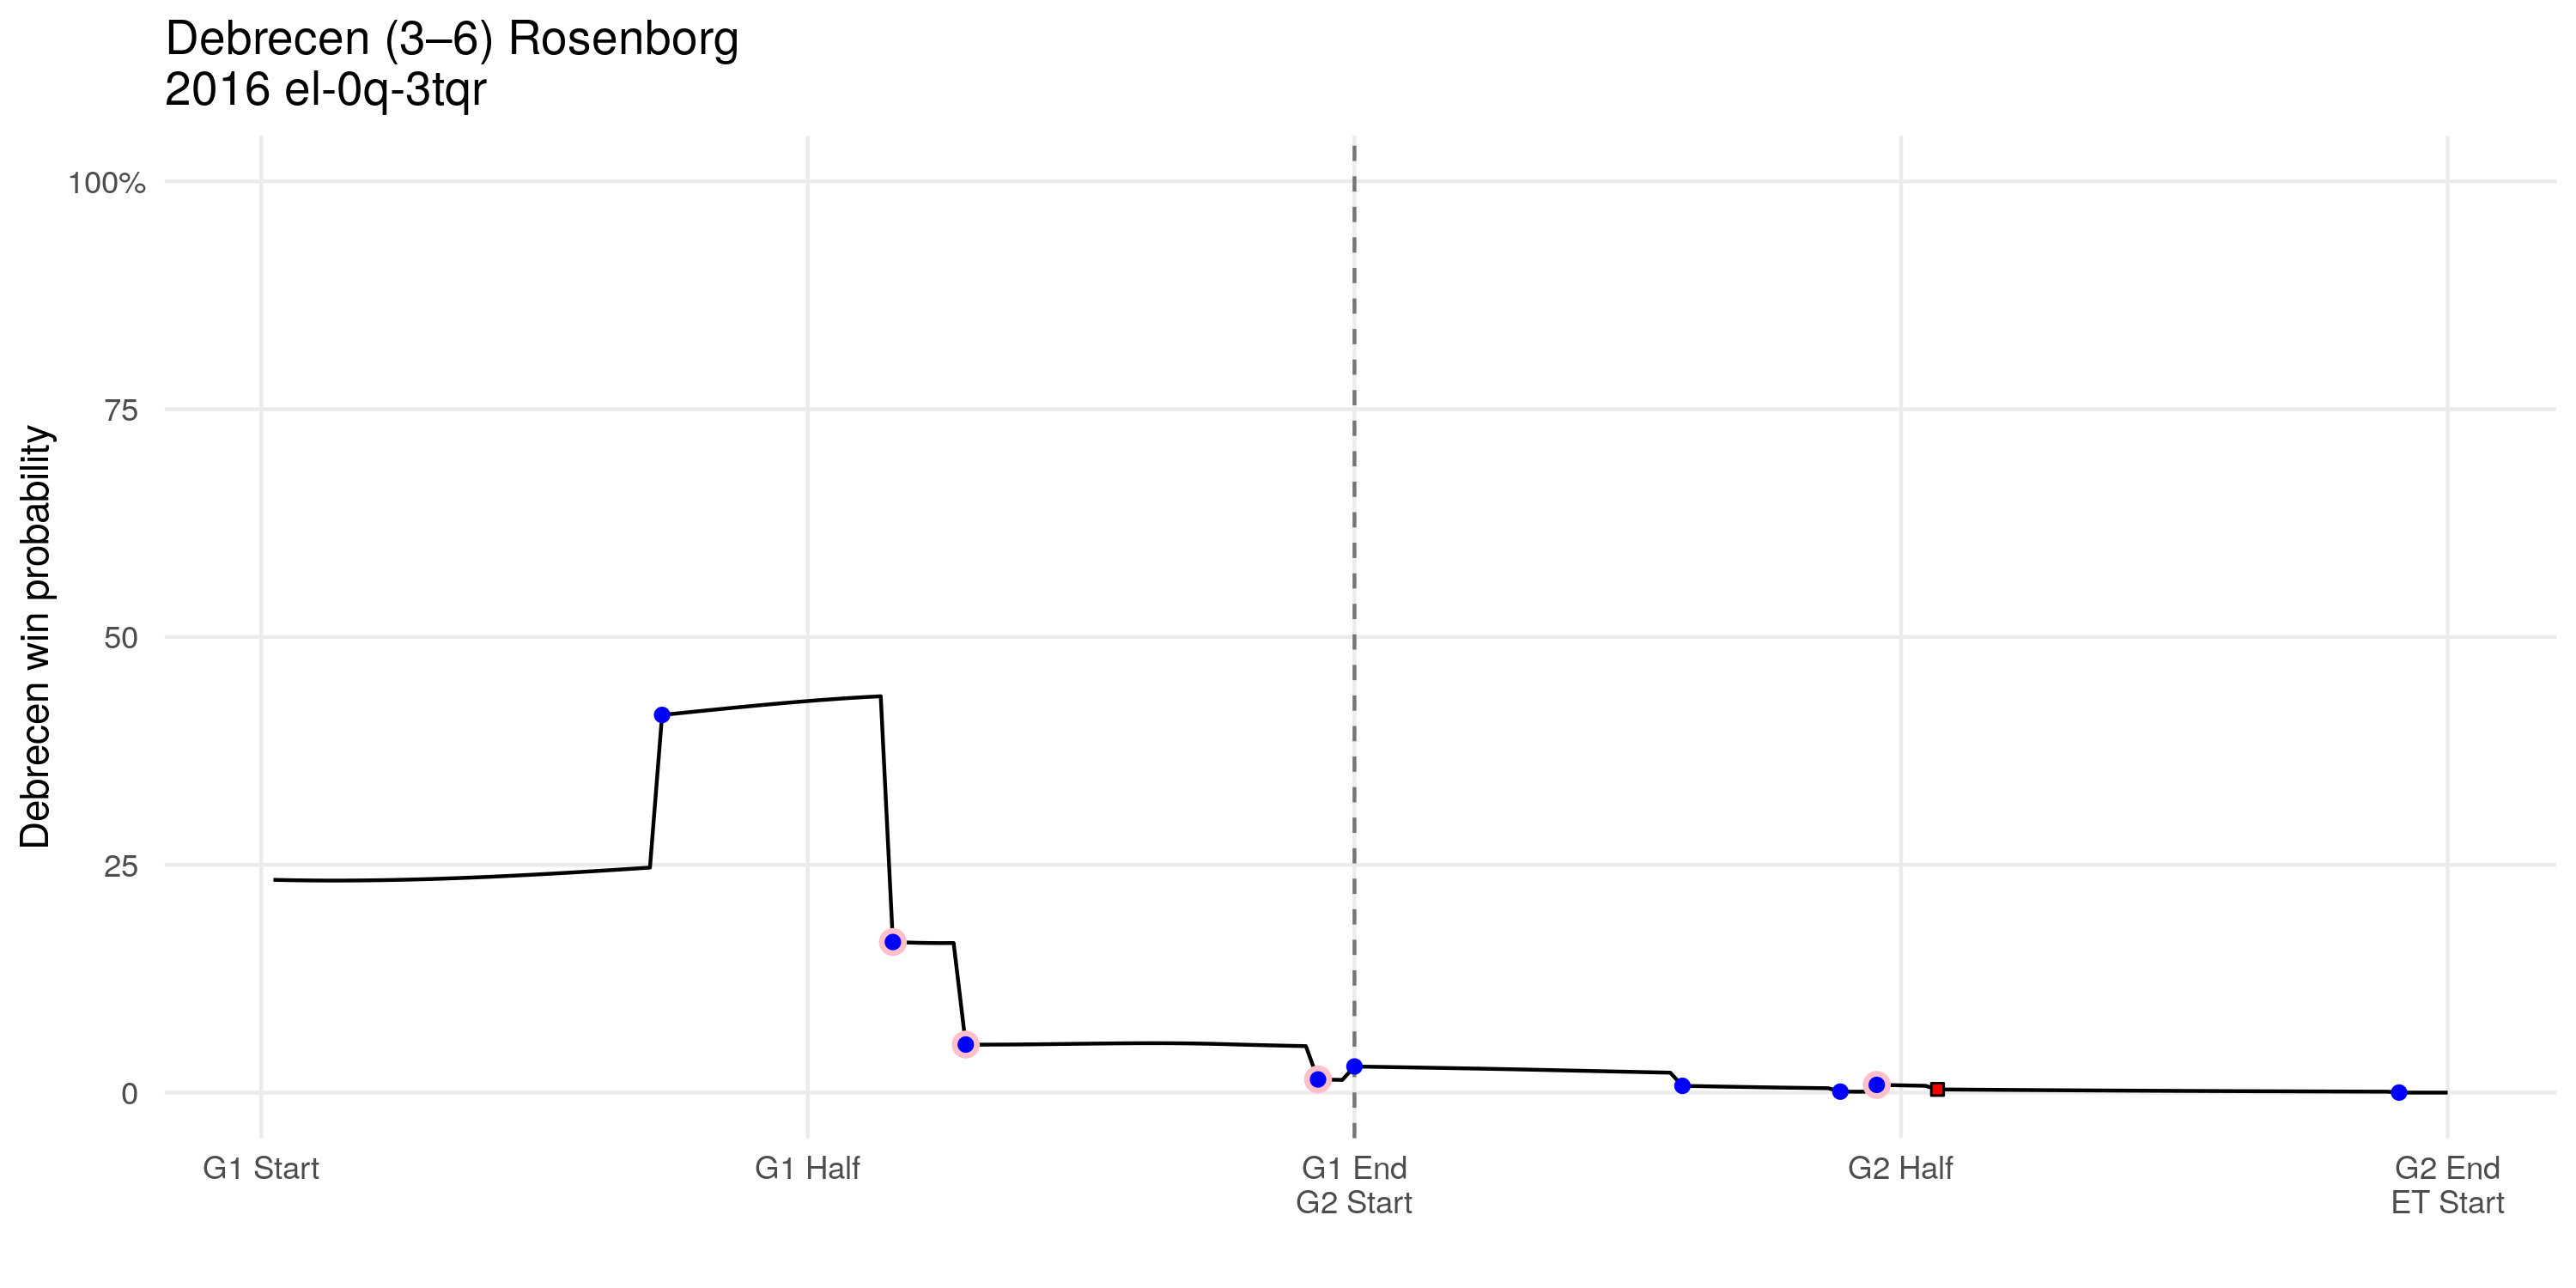 Debrecen (3–6) Rosenborg
2016 el-0q-3tqr
Debrecen win probability
100%
75
50
25
0
G1 Start
G1 Half
G1 End
G2 Start
G2 Half
G2 End
ET Start